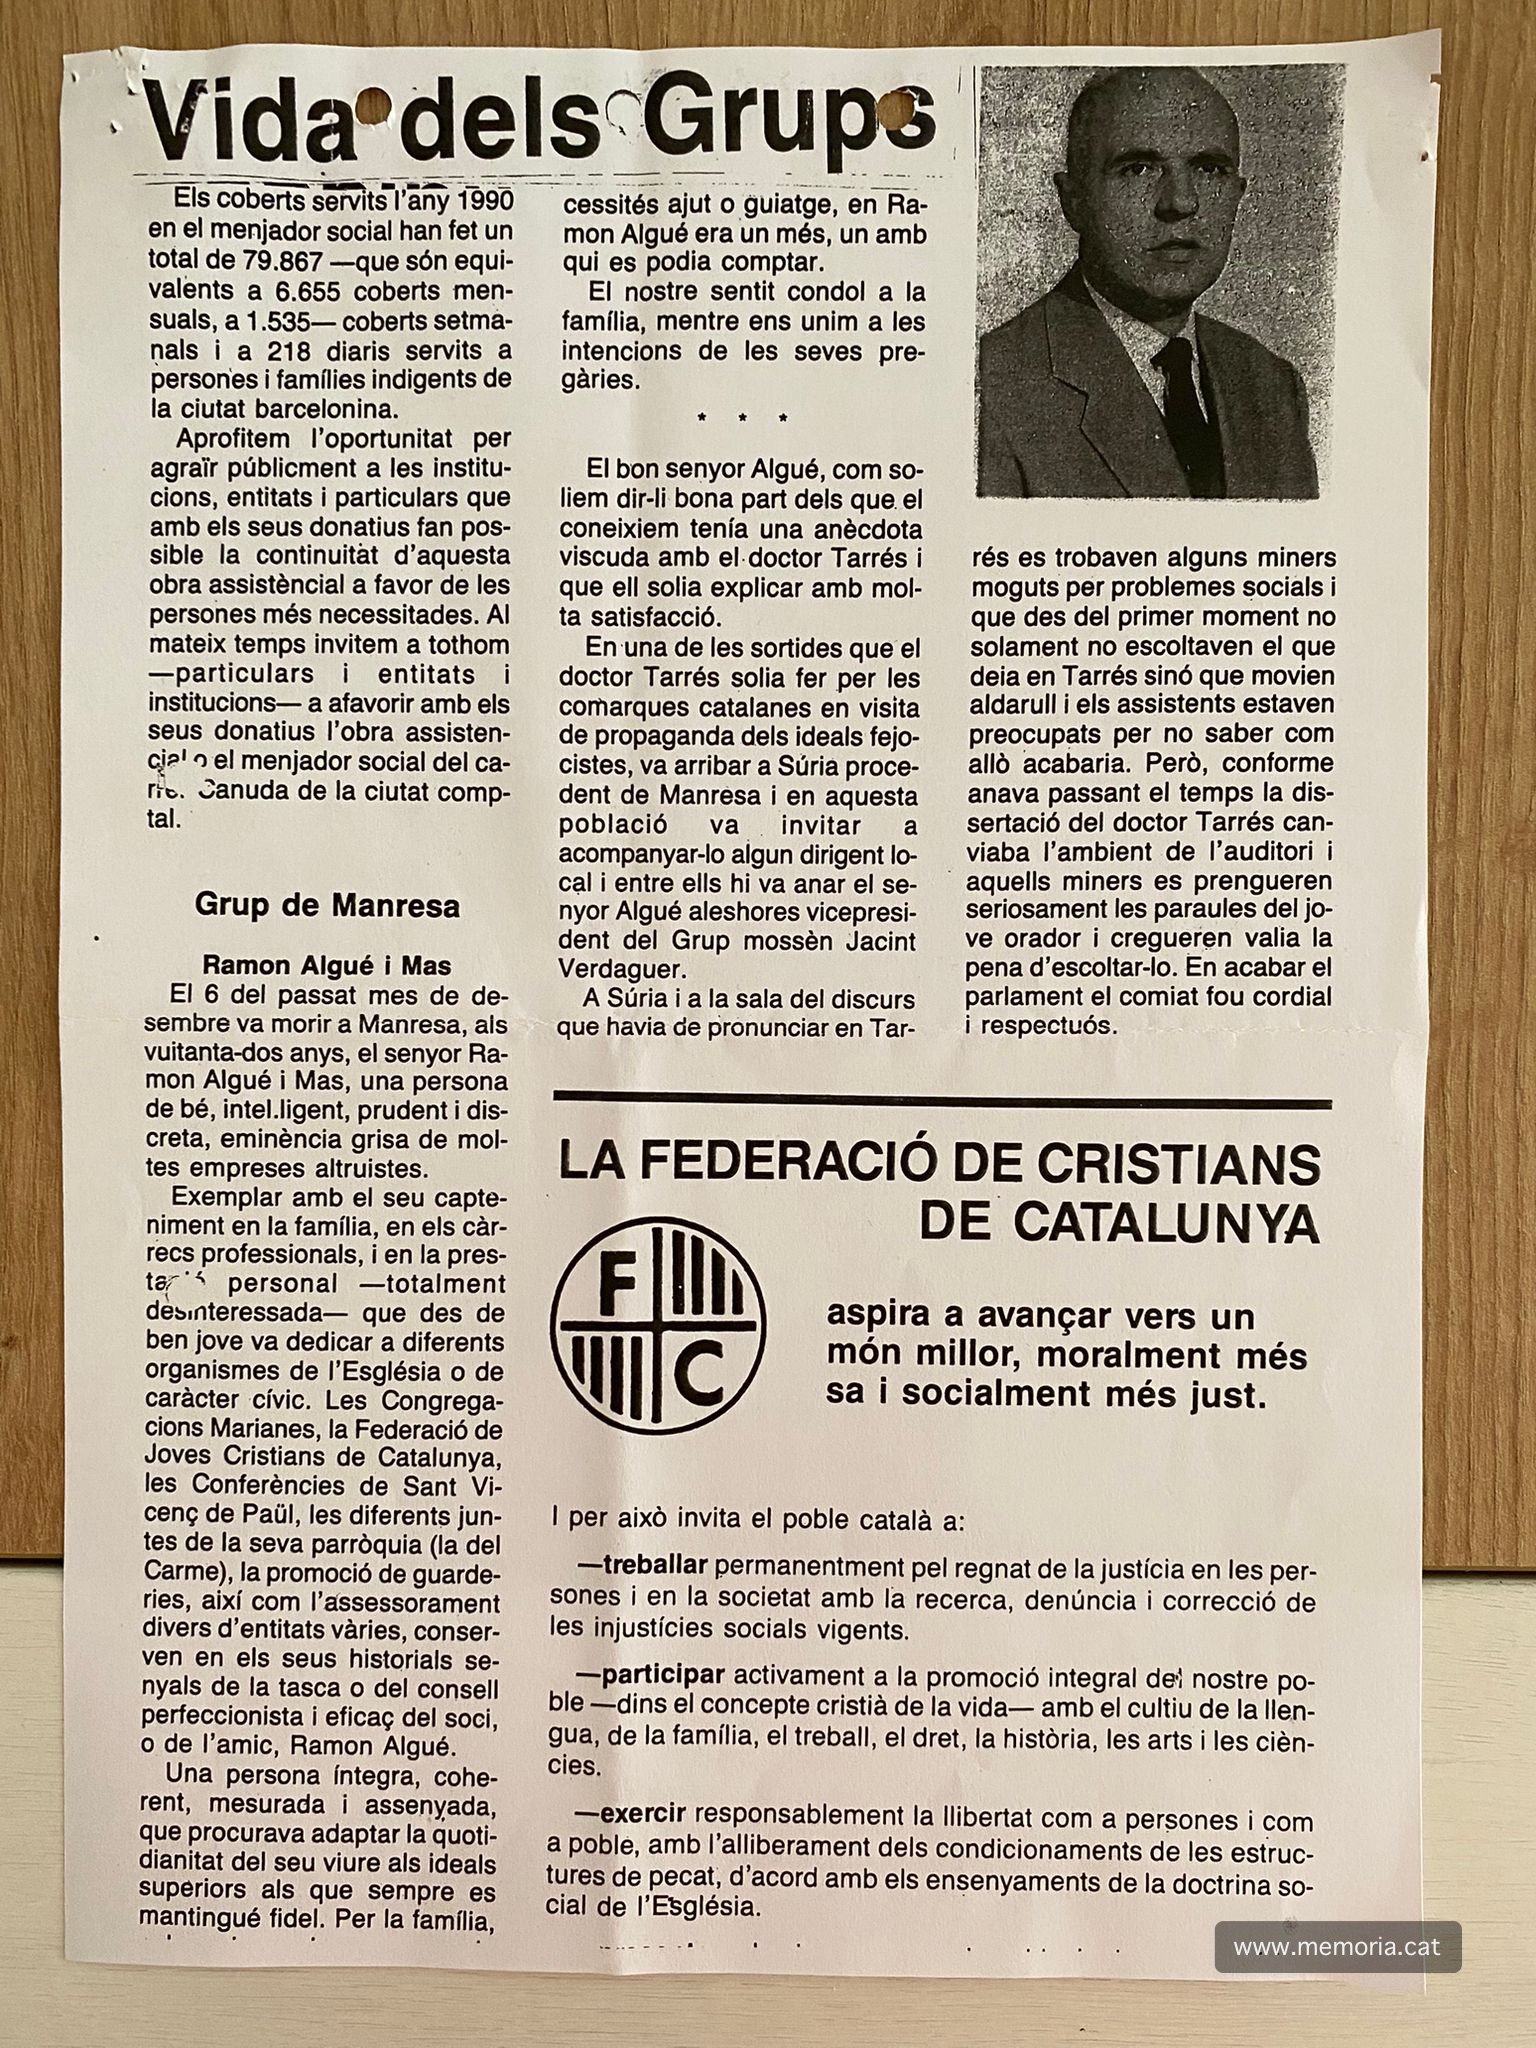 Vida dels Grups
Els coberts servits l'any 1990
en el menjador social han fet un
total de 79.867 —que són equi-
valents a 6.655 coberts men-
suals, a 1.535— coberts setma-
nals i a 218 diaris servits a
persones i famílies indigents de
la ciutat barcelonina.
Aprofitem l'oportunitat per
agraïr públicment a les institu-
cions, entitats i particulars que
amb els seus donatius fan pos-
sible la continuitat d'aquesta
obra assistèncial a favor de les
persones més necessitades. Al
mateix temps invitem a tothom
—particulars i entitats i
institucions— a afavorir amb els
seus donatius l'obra assisten-
cial o el menjador social del ca-
rrer Canuda de la ciutat comp-
tal.
Grup de Manresa
Ramon Algué i Mas
El 6 del passat mes de de-
sembre va morir a Manresa, als
vuitanta-dos anys, el senyor Ra-
mon Algué i Mas, una persona
de bé, intel.ligent, prudent i dis-
creta, eminència grisa de mol-
tes empreses altruistes.
Exemplar amb el seu capte-
niment en la família, en els càr-
recs professionals, i en la pres-
tació personal —totalment
desinteressada— que des de
ben jove va dedicar a diferents
organismes de l'Església o de
caràcter cívic. Les Congrega-
cions Marianes, la Federació de
Joves Cristians de Catalunya,
les Conferències de Sant Vi-
cenç de Paül, les diferents jun-
tes de la seva parròquia (la del
Carme), la promoció de guarde-
ries, així com l'assessorament
divers d'entitats vàries, conser-
ven en els seus historials se-
nyals de la tasca o del consell
perfeccionista i eficaç del soci,
o de l'amic, Ramon Algué.
Una persona íntegra, cohe-
rent, mesurada i assenyada,
que procurava adaptar la quoti-
dianitat del seu viure als ideals
superiors als que sempre es
mantingué fidel. Per la família,
cessités ajut o guiatge, en Ra-
mon Algué era un més, un amb
qui es podia comptar.
El nostre sentit condol a la
família, mentre ens unim a les
intencions de les seves pre-
gàries.
* * *
El bon senyor Algué, com so-
liem dir-li bona part dels que el
coneixiem tenía una anècdota
viscuda amb el doctor Tarrés i
que ell solia explicar amb mol-
ta satisfacció.
En una de les sortides que el
doctor Tarrés solia fer per les
comarques catalanes en visita
de propaganda dels ideals fejo-
cistes, va arribar a Súria proce-
dent de Manresa i en aquesta
població va invitar a
acompanyar-lo algun dirigent lo-
cal i entre ells hi va anar el se-
nyor Algué aleshores vicepresi-
dent del Grup mossèn Jacint
Verdaguer.
A Súria i a la sala del discurs
que havia de pronunciar en Tar-
rés es trobaven alguns miners
moguts per problemes socials i
que des del primer moment no
solament no escoltaven el que
deia en Tarrés sinó que movien
aldarull i els assistents estaven
preocupats per no saber com
allò acabaria. Però, conforme
anava passant el temps la dis-
sertació del doctor Tarrés can-
viaba l'ambient de l'auditori i
aquells miners es prengueren
seriosament les paraules del jo-
ve orador i cregueren valia la
pena d'escoltar-lo. En acabar el
parlament el comiat fou cordial
i respectuós.
LA FEDERACIÓ DE CRISTIANS
DE CATALUNYA
F
C
aspira a avançar vers un
món millor, moralment més
sa i socialment més just.
I per això invita el poble català a:
—treballar permanentment pel regnat de la justícia en les per-
sones i en la societat amb la recerca, denúncia i correcció de
les injustícies socials vigents.
—participar activament a la promoció integral del nostre po-
ble —dins el concepte cristià de la vida— amb el cultiu de la llen-
gua, de la família, el treball, el dret, la història, les arts i les cièn-
cies.
—exercir responsablement la llibertat com a persones i com
a poble, amb l'alliberament dels condicionaments de les estruc-
tures de pecat, d'acord amb els ensenyaments de la doctrina so-
cial de l'Església.
www.memoria.cat